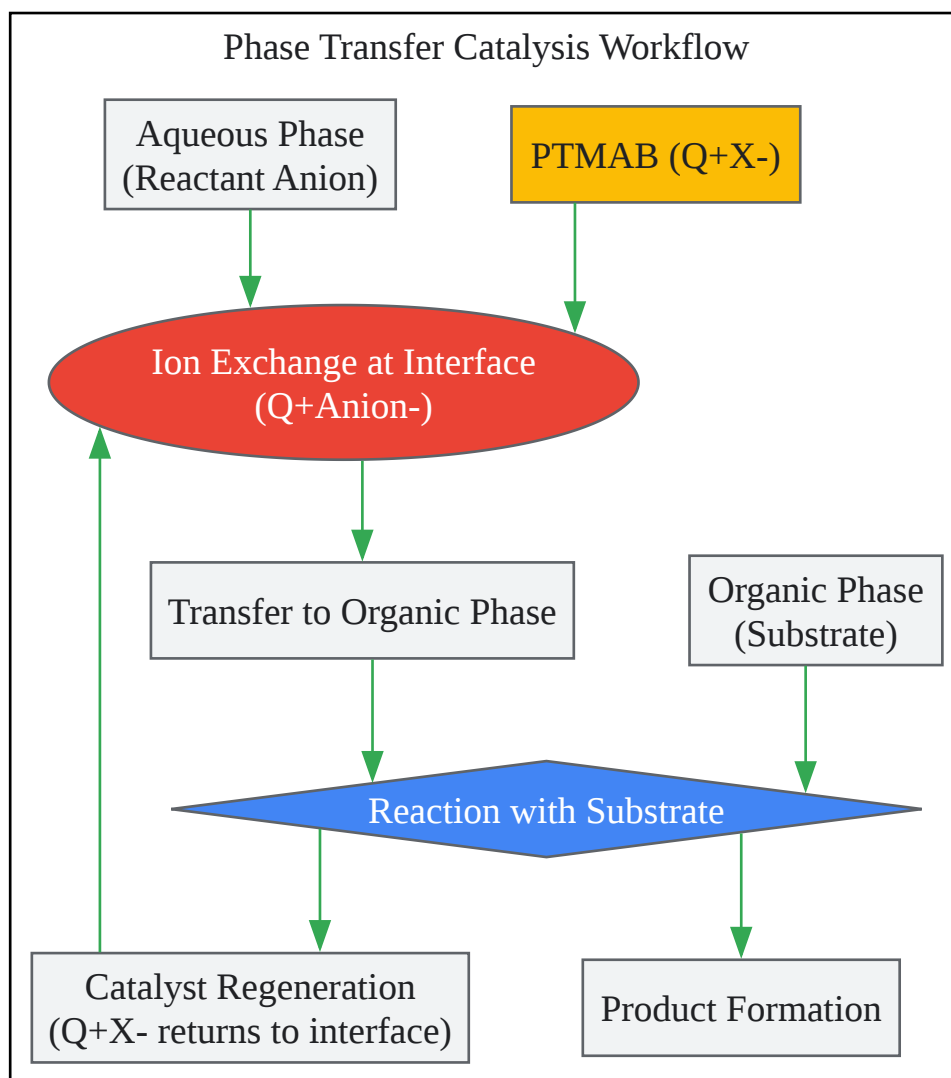 Phase Transfer Catalysis Workflow
Aqueous Phase
(Reactant Anion)
PTMAB (Q+X-)
Ion Exchange at Interface
(Q+Anion-)
Transfer to Organic Phase
Organic Phase
(Substrate)
Reaction with Substrate
Catalyst Regeneration
(Q+X- returns to interface)
Product Formation